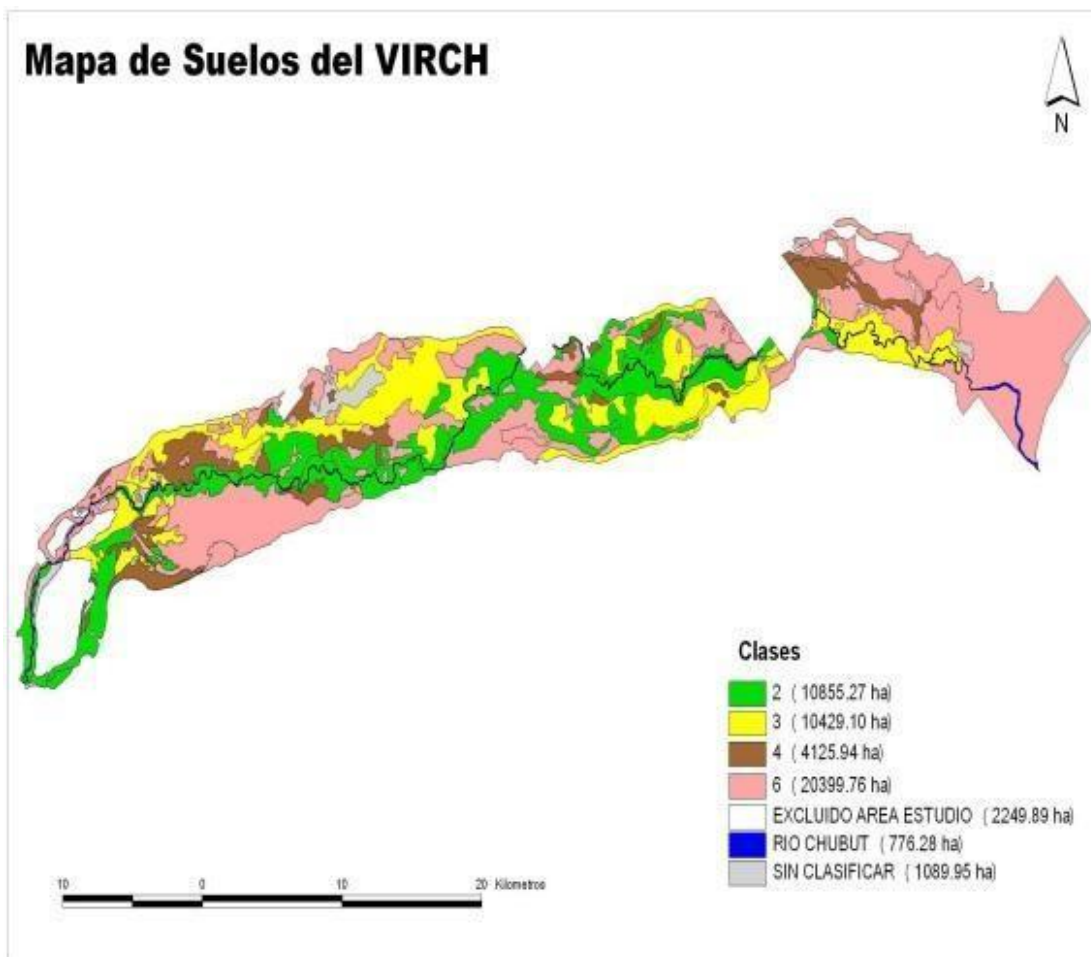 Mapa de Suelos del VIRCH
N
Clases
2 ( 10855.27 ha)
3 ( 10429.10 ha)
4 ( 4125.94 ha)
6 ( 20399.76 ha)
EXCLUIDO AREA ESTUDIO ( 2249.89 ha)
RIO CHUBUT ( 776.28 ha)
SIN CLASIFICAR ( 1089.95 ha)
10 0 10 20 Kilometros